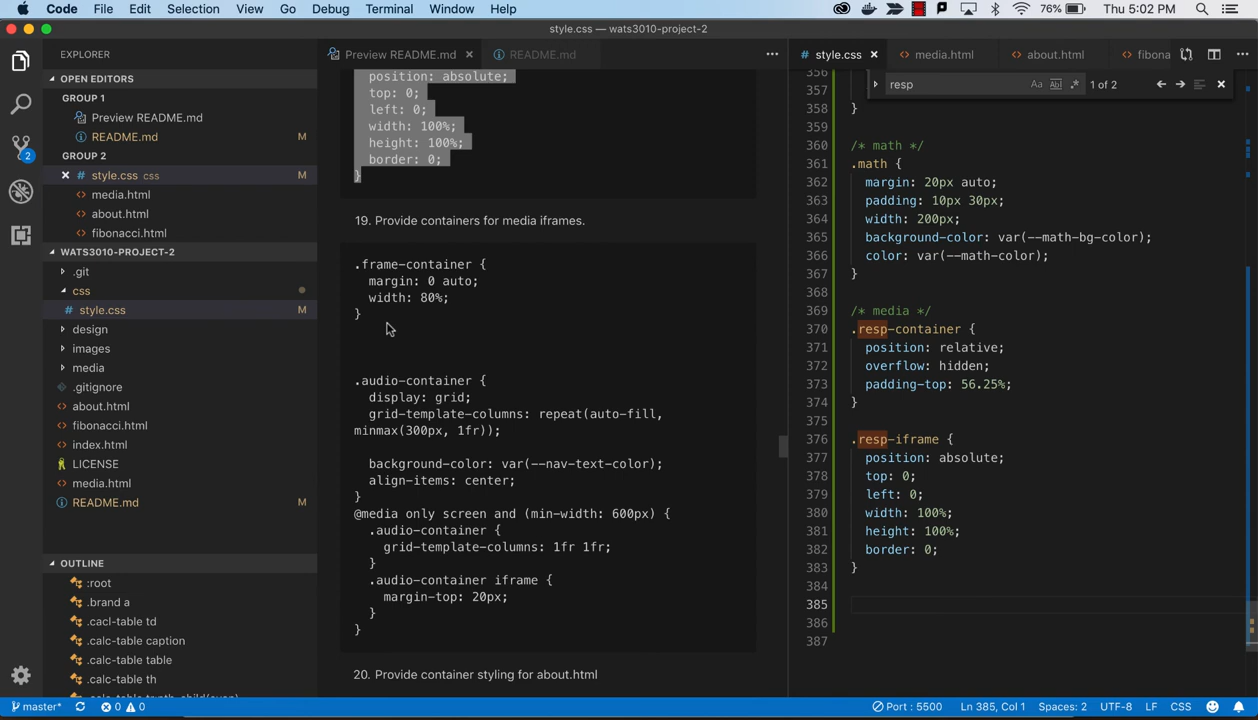 Code File Edit Selection View Go Debug Terminal Window Help 76% Thu 5:02 PM
style.css — wats3010-project-2
EXPLORER
OPEN EDITORS
GROUP 1
Preview README.md
README.md M
GROUP 2
style.css css M
media.html
about.html
fibonacci.html
WATS3010-PROJECT-2
.git
css
style.css M
design
images
media
.gitignore
about.html
fibonacci.html
index.html
LICENSE
media.html
README.md M
OUTLINE
:root
.brand a
.cacl-table td
.calc-table caption
.calc-table table
.calc-table th
Preview README.md README.md
position: absolute;
top: 0;
left: 0;
width: 100%;
height: 100%;
border: 0;
}
19. Provide containers for media iframes.
.frame-container {
margin: 0 auto;
width: 80%;
}
.audio-container {
display: grid;
grid-template-columns: repeat(auto-fill,
minmax(300px, 1fr));
background-color: var(--nav-text-color);
align-items: center;
}
@media only screen and (min-width: 600px) {
.audio-container {
grid-template-columns: 1fr 1fr;
}
.audio-container iframe {
margin-top: 20px;
}
}
20. Provide container styling for about.html
style.css media.html about.html fibona
resp Aa Abl .* 1 of 2
356
357
358 }
359
360 /* math */
361 .math {
362 margin: 20px auto;
363 padding: 10px 30px;
364 width: 200px;
365 background-color: var(--math-bg-color);
366 color: var(--math-color);
367 }
368
369 /* media */
370 .resp-container {
371 position: relative;
372 overflow: hidden;
373 padding-top: 56.25%;
374 }
375
376 .resp-iframe {
377 position: absolute;
378 top: 0;
379 left: 0;
380 width: 100%;
381 height: 100%;
382 border: 0;
383 }
384
385
386
387
2
master* 0 0 Port : 5500 Ln 385, Col 1 Spaces: 2 UTF-8 LF CSS